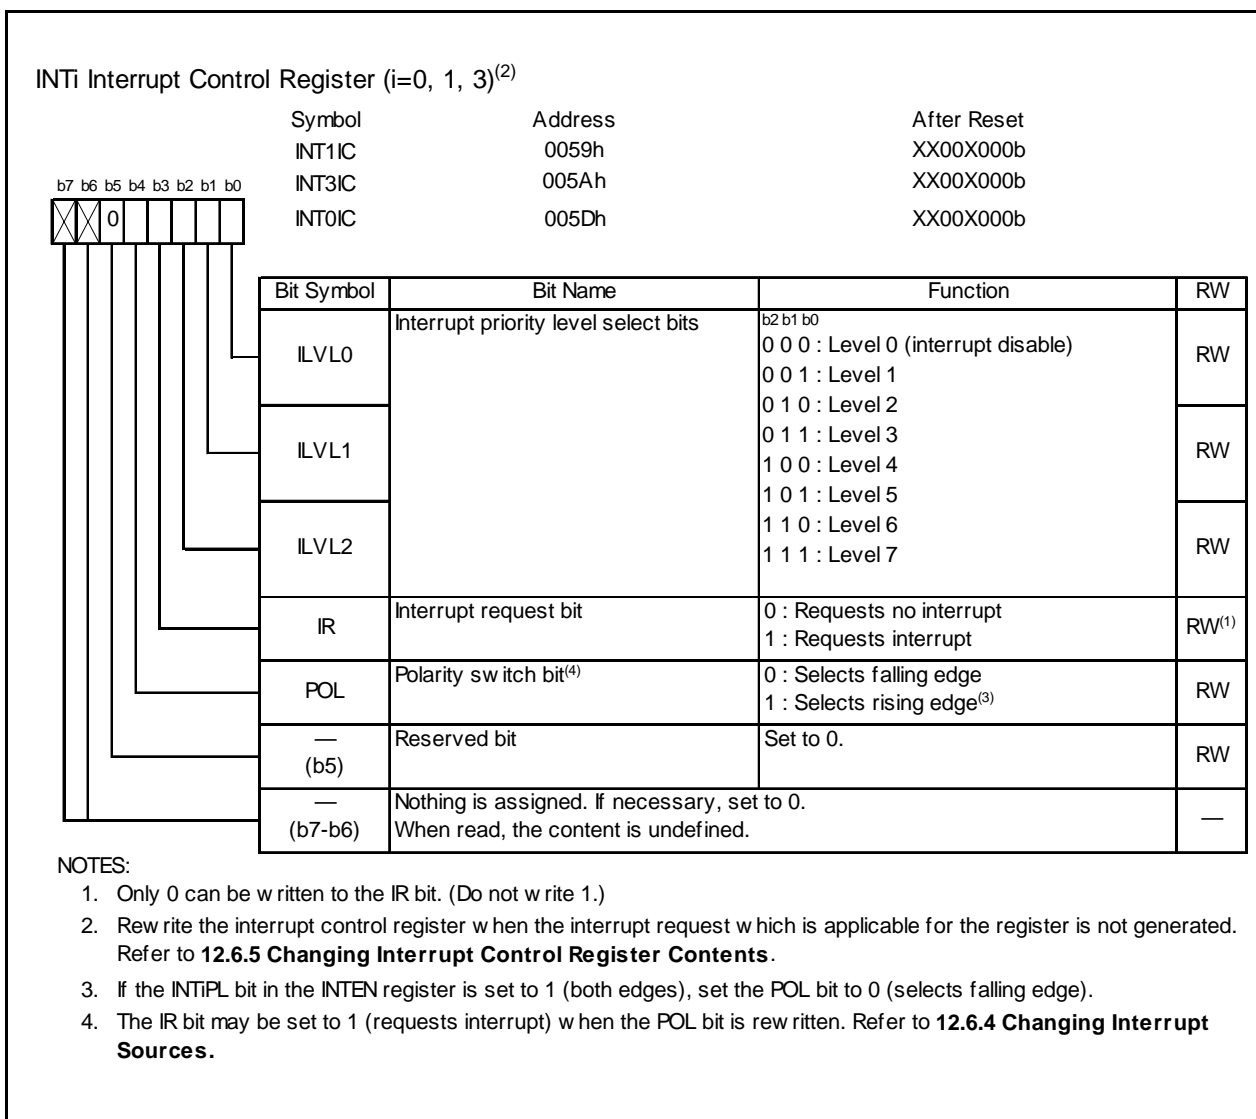 INTi Interrupt Control Register (i=0, 1, 3)(2)
Symbol Address After Reset
INT1IC 0059h XX00X000b
INT3IC 005Ah XX00X000b
INT0IC 005Dh XX00X000b
b7 b6 b5 b4 b3 b2 b1 b0
0
Bit Symbol Bit Name Function RW
ILVL0 Interrupt priority level select bits b2 b1 b0
0 0 0 : Level 0 (interrupt disable) RW
0 0 1 : Level 1
0 1 0 : Level 2
ILVL1 0 1 1 : Level 3 RW
1 0 0 : Level 4
1 0 1 : Level 5
ILVL2 1 1 0 : Level 6 RW
1 1 1 : Level 7
IR Interrupt request bit 0 : Requests no interrupt RW(1)
1 : Requests interrupt
POL Polarity switch bit(4) 0 : Selects falling edge RW
1 : Selects rising edge(3)
— Reserved bit Set to 0. RW
(b5)
— Nothing is assigned. If necessary, set to 0. —
(b7-b6) When read, the content is undefined.
NOTES:
1. Only 0 can be written to the IR bit. (Do not write 1.)
2. Rewrite the interrupt control register when the interrupt request which is applicable for the register is not generated.
Refer to 12.6.5 Changing Interrupt Control Register Contents.
3. If the INTiPL bit in the INTEN register is set to 1 (both edges), set the POL bit to 0 (selects falling edge).
4. The IR bit may be set to 1 (requests interrupt) when the POL bit is rewritten. Refer to 12.6.4 Changing Interrupt
Sources.